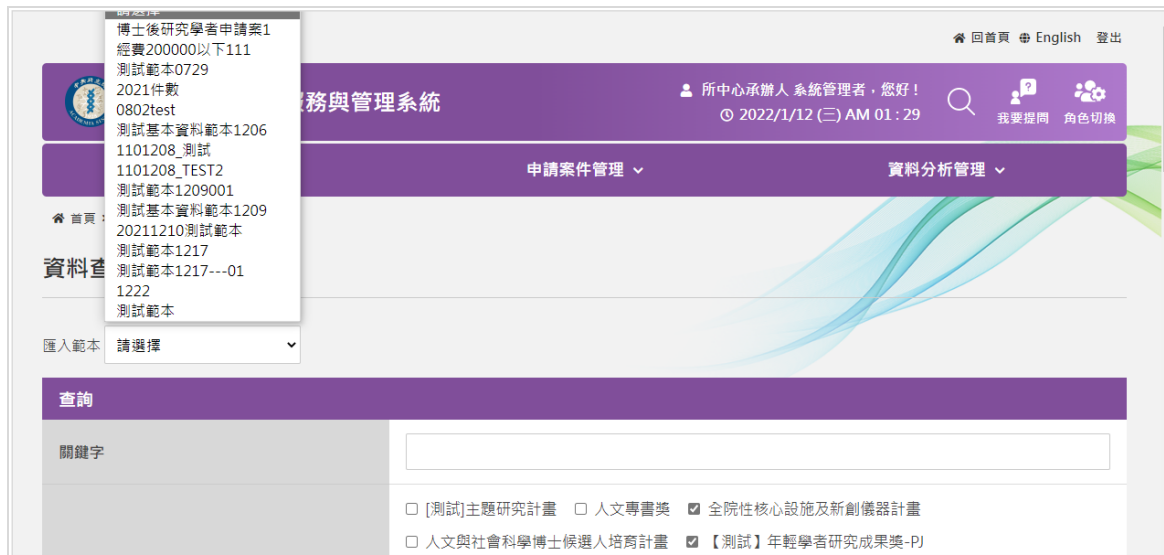 請選擇
博士後研究學者申請案1
經費200000以下111
測試範本0729
2021件數
0802test
測試基本資料範本1206
1101208_測試
1101208_TEST2
測試範本1209001
測試基本資料範本1209
20211210測試範本
測試範本1217
測試範本1217---01
1222
測試範本
回首頁 English 登出
務與管理系統
所中心承辦人 系統管理者，您好！
2022/1/12 (三) AM 01 : 29
我要提問 角色切換
申請案件管理 資料分析管理
首頁
資料查
匯入範本 請選擇
查詢
關鍵字
[測試]主題研究計畫 人文專書獎 全院性核心設施及新創儀器計畫
人文與社會科學博士候選人培育計畫 【測試】年輕學者研究成果獎-PJ